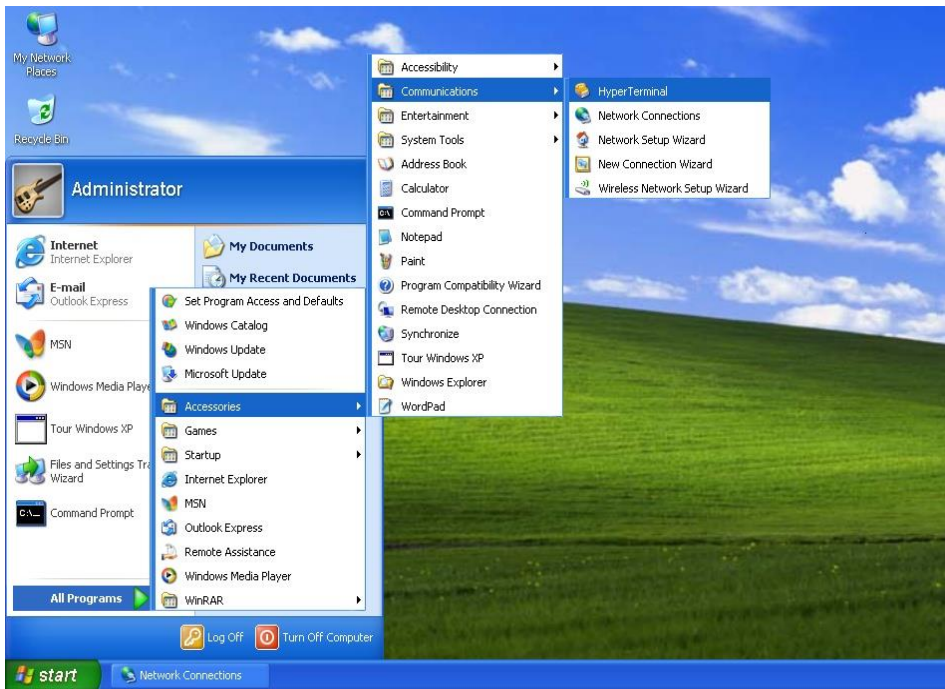 My Network
Places
Recycle Bin
Administrator
Internet
Internet Explorer
E-mail
Outlook Express
MSN
Windows Media Playe
Tour Windows XP
Files and Settings Tra
Wizard
C:\_
Command Prompt
All Programs
My Documents
My Recent Documents
Set Program Access and Defaults
Windows Catalog
Windows Update
Microsoft Update
Accessories
Games
Startup
Internet Explorer
MSN
Outlook Express
Remote Assistance
Windows Media Player
WinRAR
Accessibility
Communications
Entertainment
System Tools
Address Book
Calculator
Command Prompt
Notepad
Paint
Program Compatibility Wizard
Remote Desktop Connection
Synchronize
Tour Windows XP
Windows Explorer
WordPad
HyperTerminal
Network Connections
Network Setup Wizard
New Connection Wizard
Wireless Network Setup Wizard
Log Off
Turn Off Computer
start
Network Connections